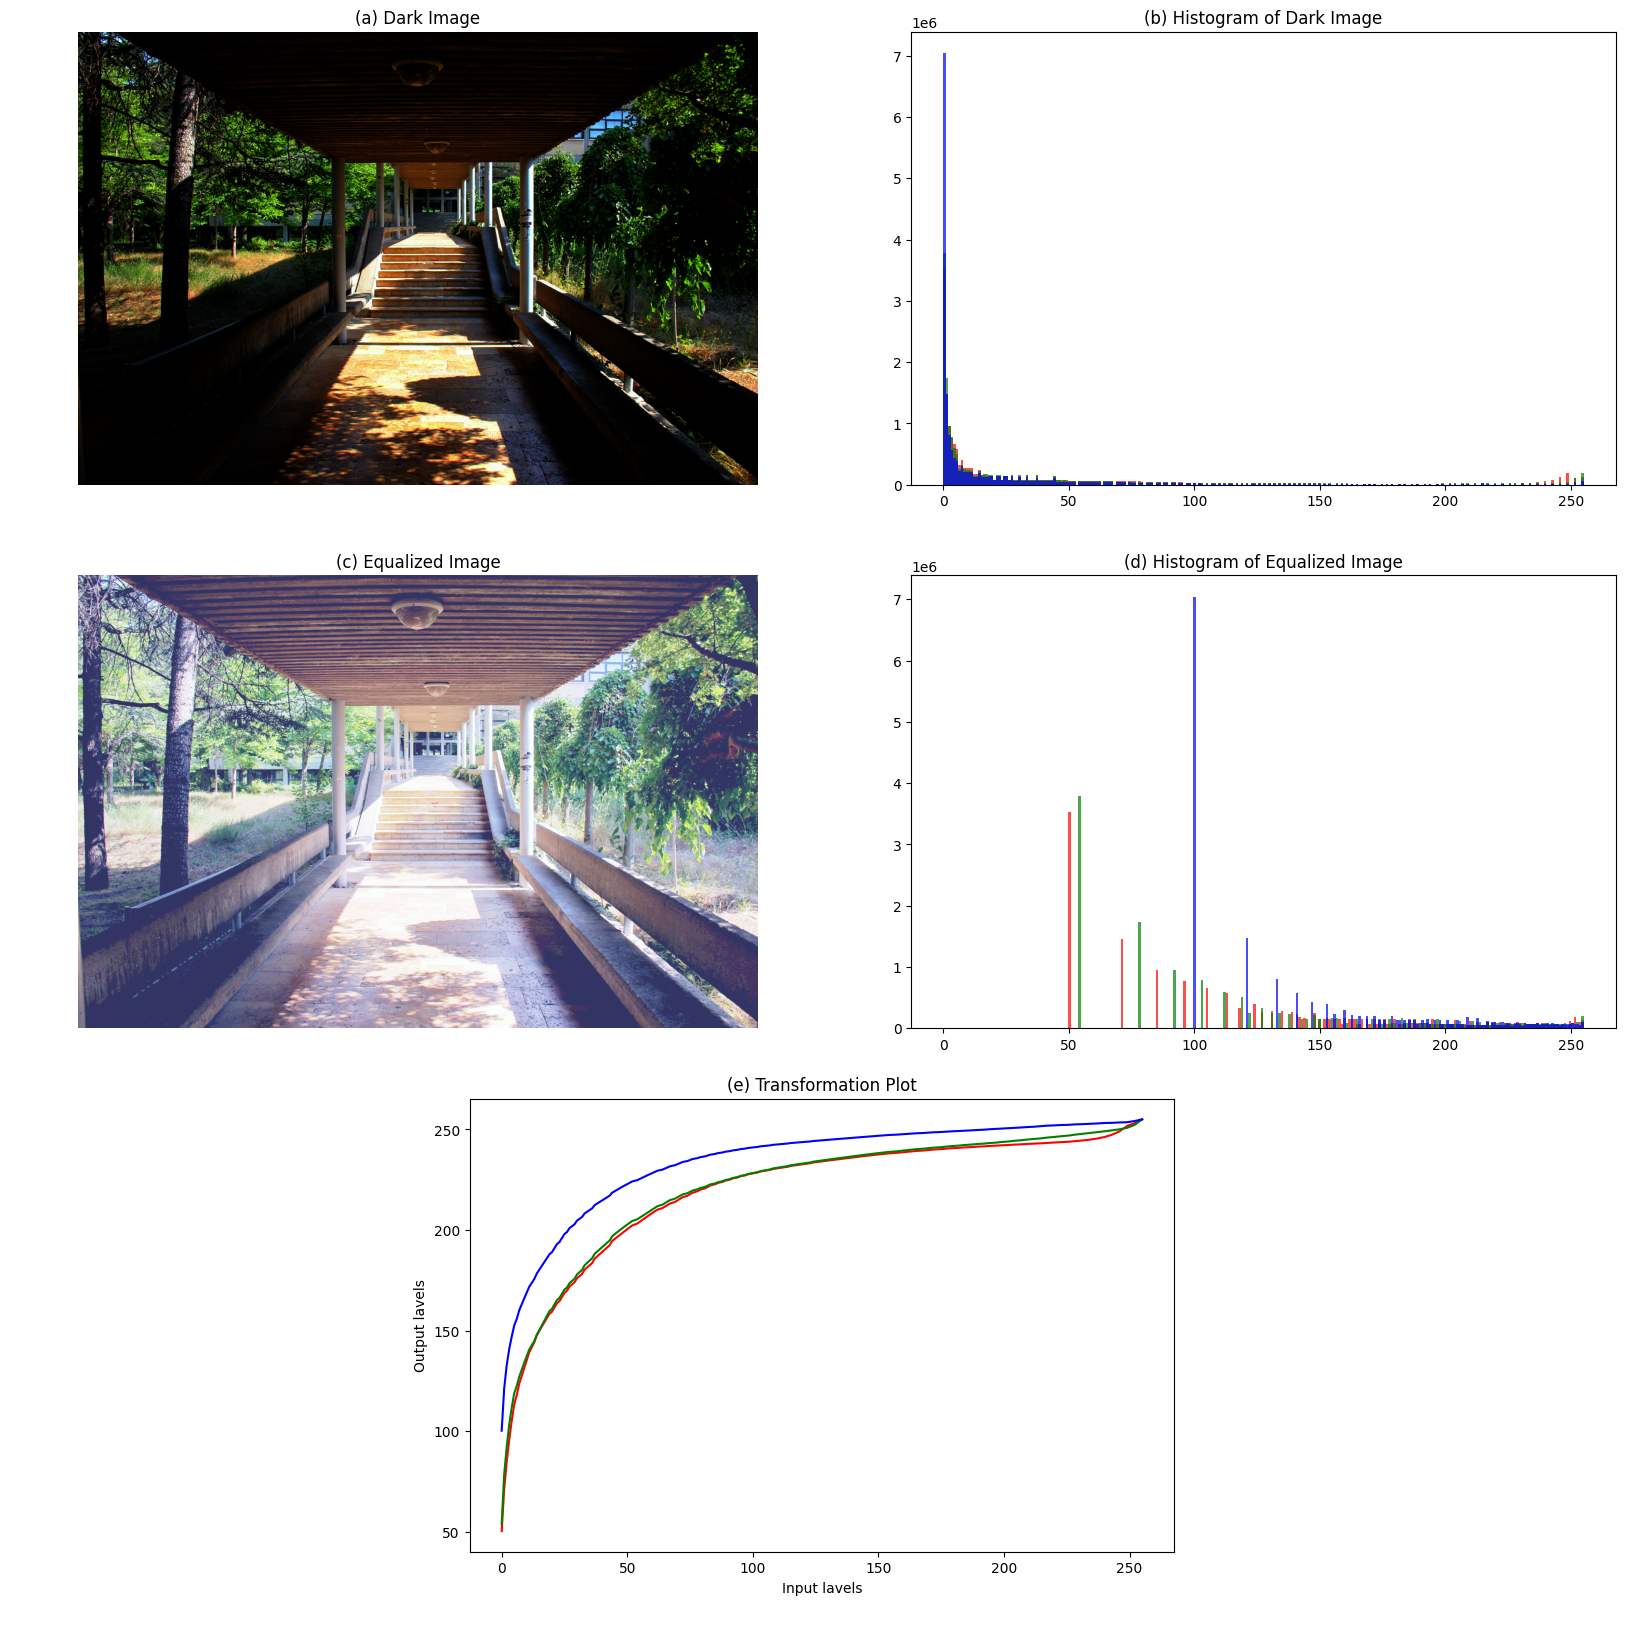 (a) Dark Image
(b) Histogram of Dark Image
1e6
7
6
5
4
3
2
1
0
0 50 100 150 200 250
(c) Equalized Image
(d) Histogram of Equalized Image
1e6
7
6
5
4
3
2
1
0
0 50 100 150 200 250
(e) Transformation Plot
Output lavels
250
200
150
100
50
0 50 100 150 200 250
Input lavels